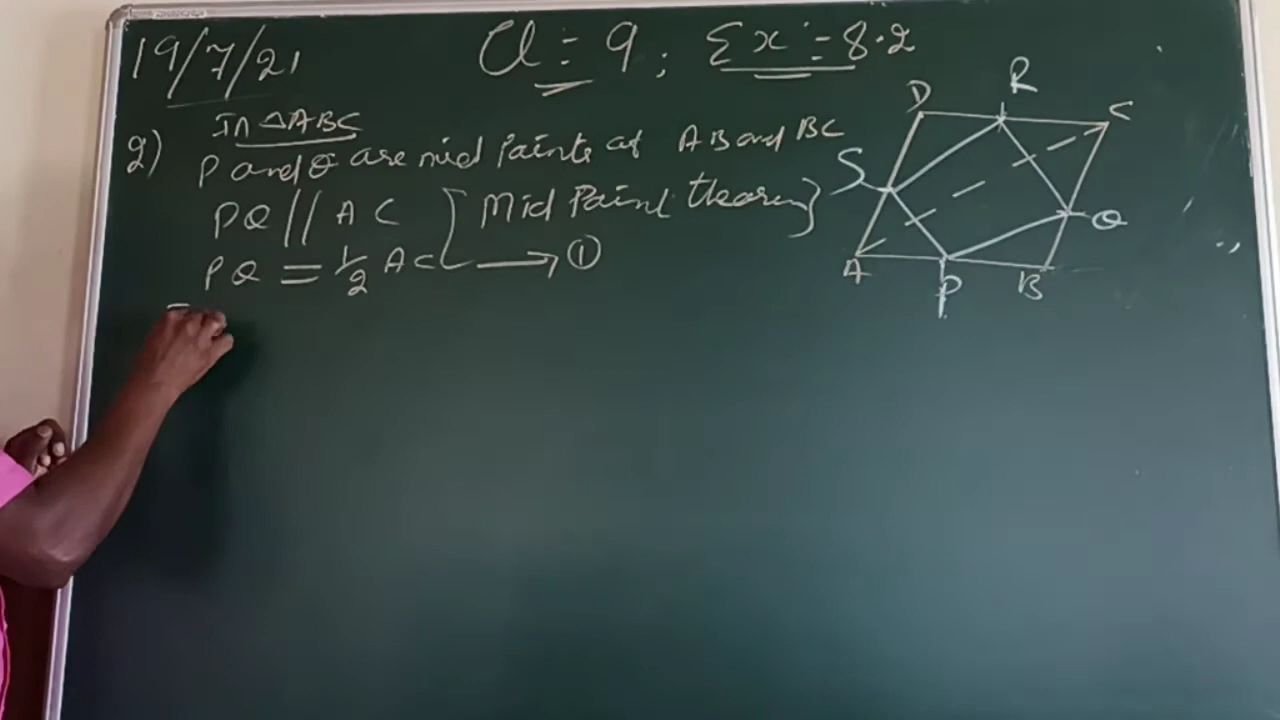 19/7/21
Cl = 9 ; Ex :- 8.2
In △ABC
2) P and Q are mid Points of AB and BC
PQ // AC [Mid Point theorem]
PQ = 1/2 AC → ①
D R C
S Q
A P B